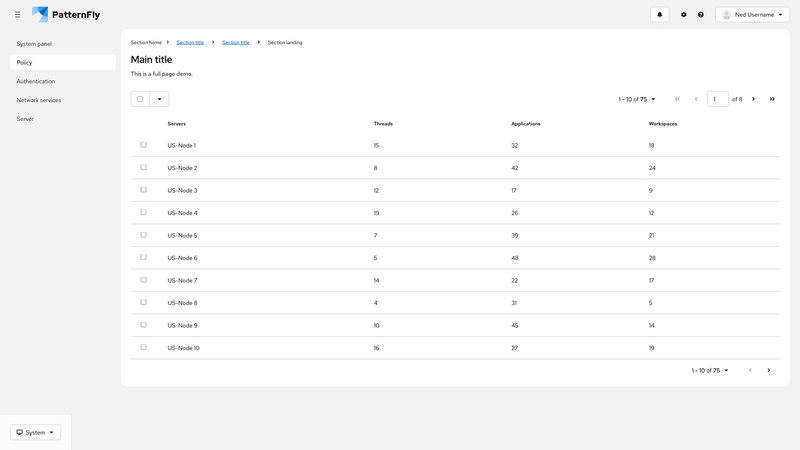 PatternFly
Ned Username
System panel
Policy
Authentication
Network services
Server
Section home Section title Section title Section landing
Main title
This is a full page demo.
1 - 10 of 75 1 of 8
Servers Threads Applications Workspaces
US-Node 1 15 32 18
US-Node 2 8 42 24
US-Node 3 12 17 9
US-Node 4 19 26 12
US-Node 5 7 39 21
US-Node 6 5 48 28
US-Node 7 14 22 17
US-Node 8 4 31 5
US-Node 9 10 45 14
US-Node 10 16 27 19
1 - 10 of 75
System